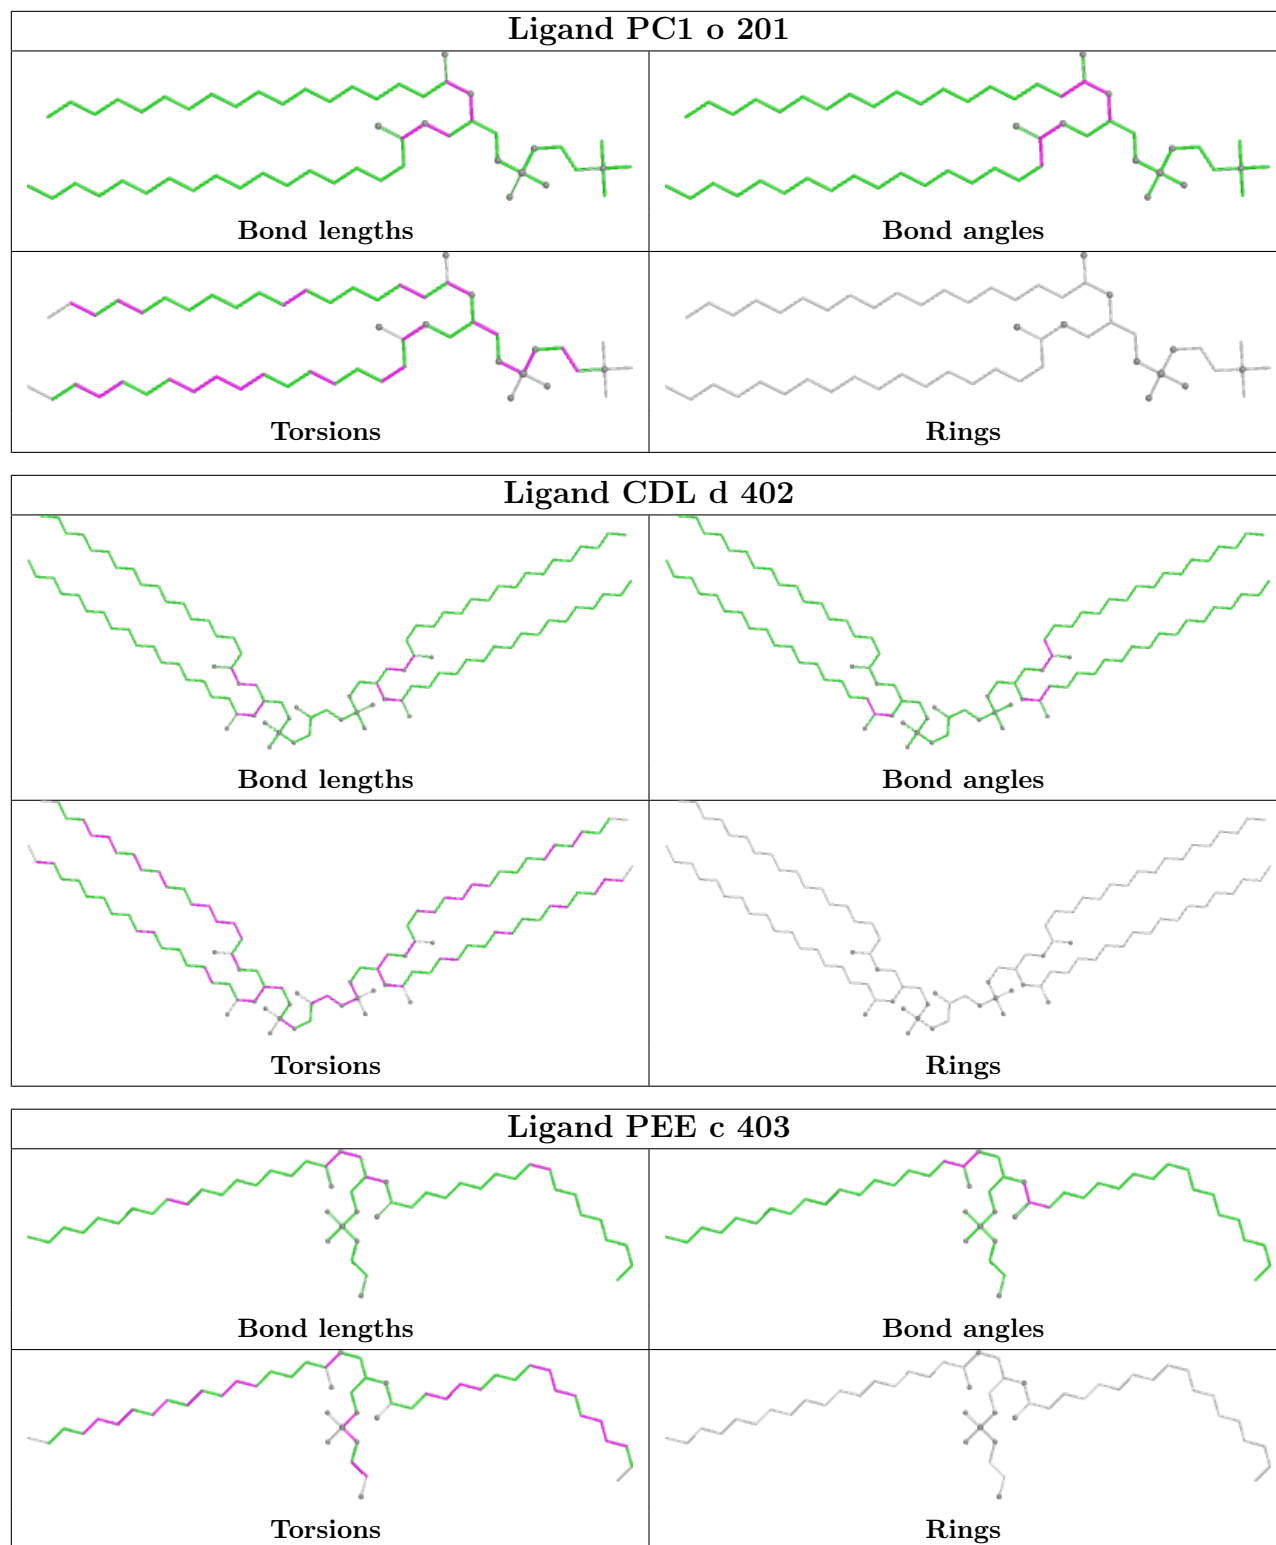 Ligand PC1 o 201
Bond lengths
Bond angles
Torsions
Rings
Ligand CDL d 402
Bond lengths
Bond angles
Torsions
Rings
Ligand PEE c 403
Bond lengths
Bond angles
Torsions
Rings